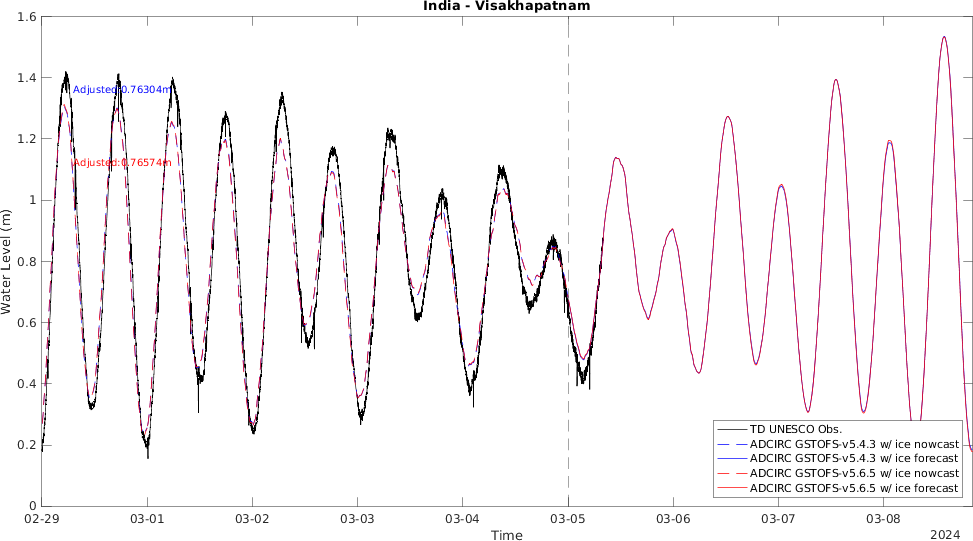 India - Visakhapatnam
1.6
1.4
1.2
1
0.8
0.6
0.4
0.2
0
Water Level (m)
Adjusted:0.76304m
Adjusted:0.76574m
TD UNESCO Obs.
ADCIRC GSTOFS-v5.4.3 w/ ice nowcast
ADCIRC GSTOFS-v5.4.3 w/ ice forecast
ADCIRC GSTOFS-v5.6.5 w/ ice nowcast
ADCIRC GSTOFS-v5.6.5 w/ ice forecast
02-29 03-01 03-02 03-03 03-04 03-05 03-06 03-07 03-08
Time
2024